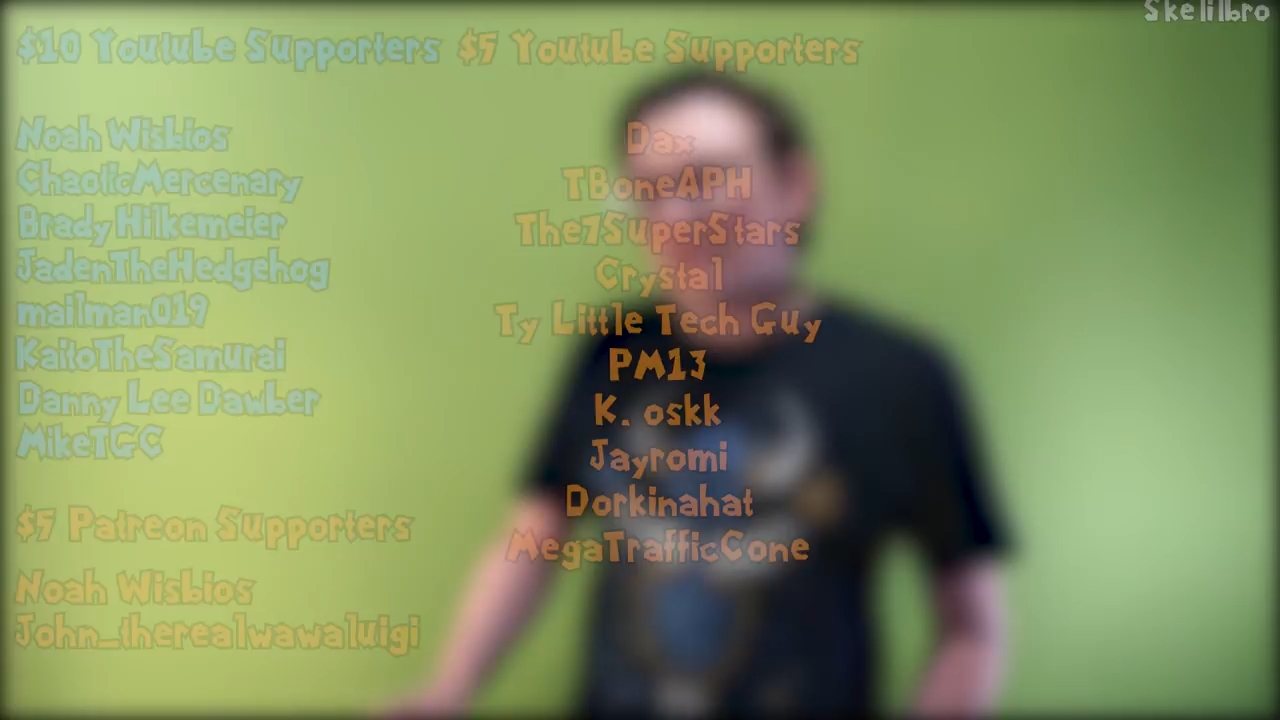 Skelilbro
$10 Youtube Supporters
Noah Wisbios
ChaoticMercenary
Brady Hilkemeier
JadenTheHedgehog
mailman019
KaitoTheSamurai
Danny Lee Dawber
MikeTGC
$5 Patreon Supporters
Noah Wisbios
John_therealwawaluigi
$5 Youtube Supporters
Dax
TBoneAPH
The7SuperStars
Crystal
Ty Little Tech Guy
PM13
K. oskk
Jayromi
Dorkinahat
MegaTrafficCone